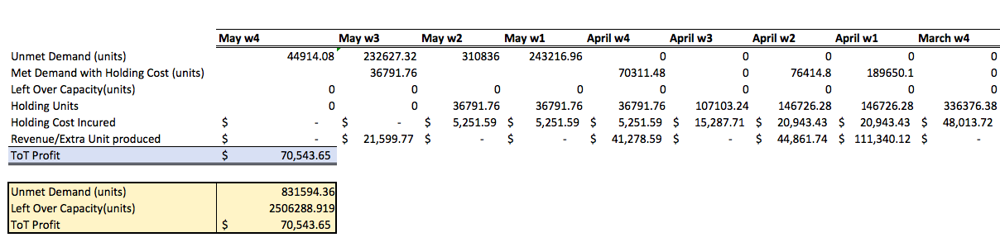 May w4 May w3 May w2 May w1 April w4 April w3 April w2 April w1 March w4
Unmet Demand (units) 44914.08 232627.32 310836 243216.96 0 0 0 0 0
Met Demand with Holding Cost (units) 36791.76 70311.48 0 76414.8 189650.1 0
Left Over Capacity(units) 0 0 0 0 0 0 0 0 0
Holding Units 0 0 36791.76 36791.76 36791.76 107103.24 146726.28 146726.28 336376.38
Holding Cost Incured $ - $ - $ 5,251.59 $ 5,251.59 $ 5,251.59 $ 15,287.71 $ 20,943.43 $ 20,943.43 $ 48,013.72
Revenue/Extra Unit produced $ - $ 21,599.77 $ - $ - $ 41,278.59 $ - $ 44,861.74 $ 111,340.12 $ -
ToT Profit $ 70,543.65
Unmet Demand (units) 831594.36
Left Over Capacity(units) 2506288.919
ToT Profit $ 70,543.65